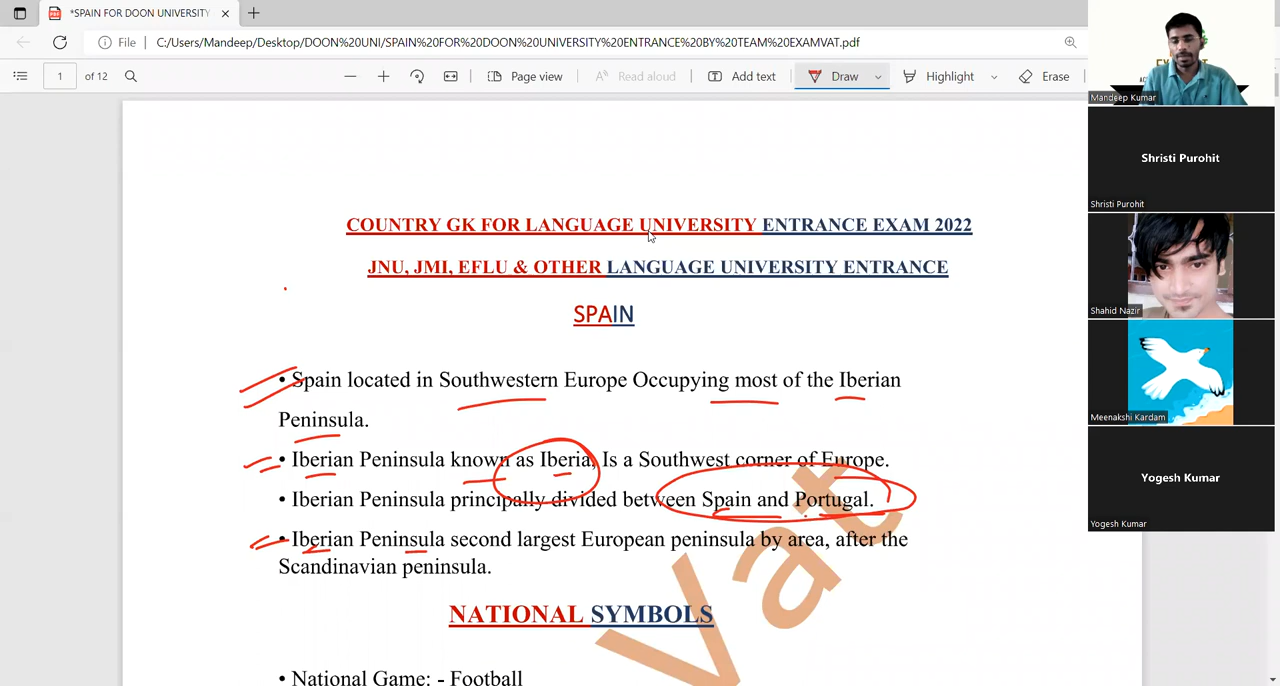 *SPAIN FOR DOON UNIVERSITY
File
C:/Users/Mandeep/Desktop/DOON%20UNI/SPAIN%20FOR%20DOON%20UNIVERSITY%20ENTRANCE%20BY%20TEAM%20EXAMVAT.pdf
1 of 12
Page view
Read aloud
Add text
Draw
Highlight
Erase
COUNTRY GK FOR LANGUAGE UNIVERSITY ENTRANCE EXAM 2022
JNU, JMI, EFLU & OTHER LANGUAGE UNIVERSITY ENTRANCE
SPAIN
• Spain located in Southwestern Europe Occupying most of the Iberian
Peninsula.
• Iberian Peninsula known as Iberia, Is a Southwest corner of Europe.
• Iberian Peninsula principally divided between Spain and Portugal.
• Iberian Peninsula second largest European peninsula by area, after the
Scandinavian peninsula.
NATIONAL SYMBOLS
• National Game: - Football
Vat
Mandeep Kumar
Shristi Purohit
Shristi Purohit
Shahid Nazir
Meenakshi Kardam
Yogesh Kumar
Yogesh Kumar